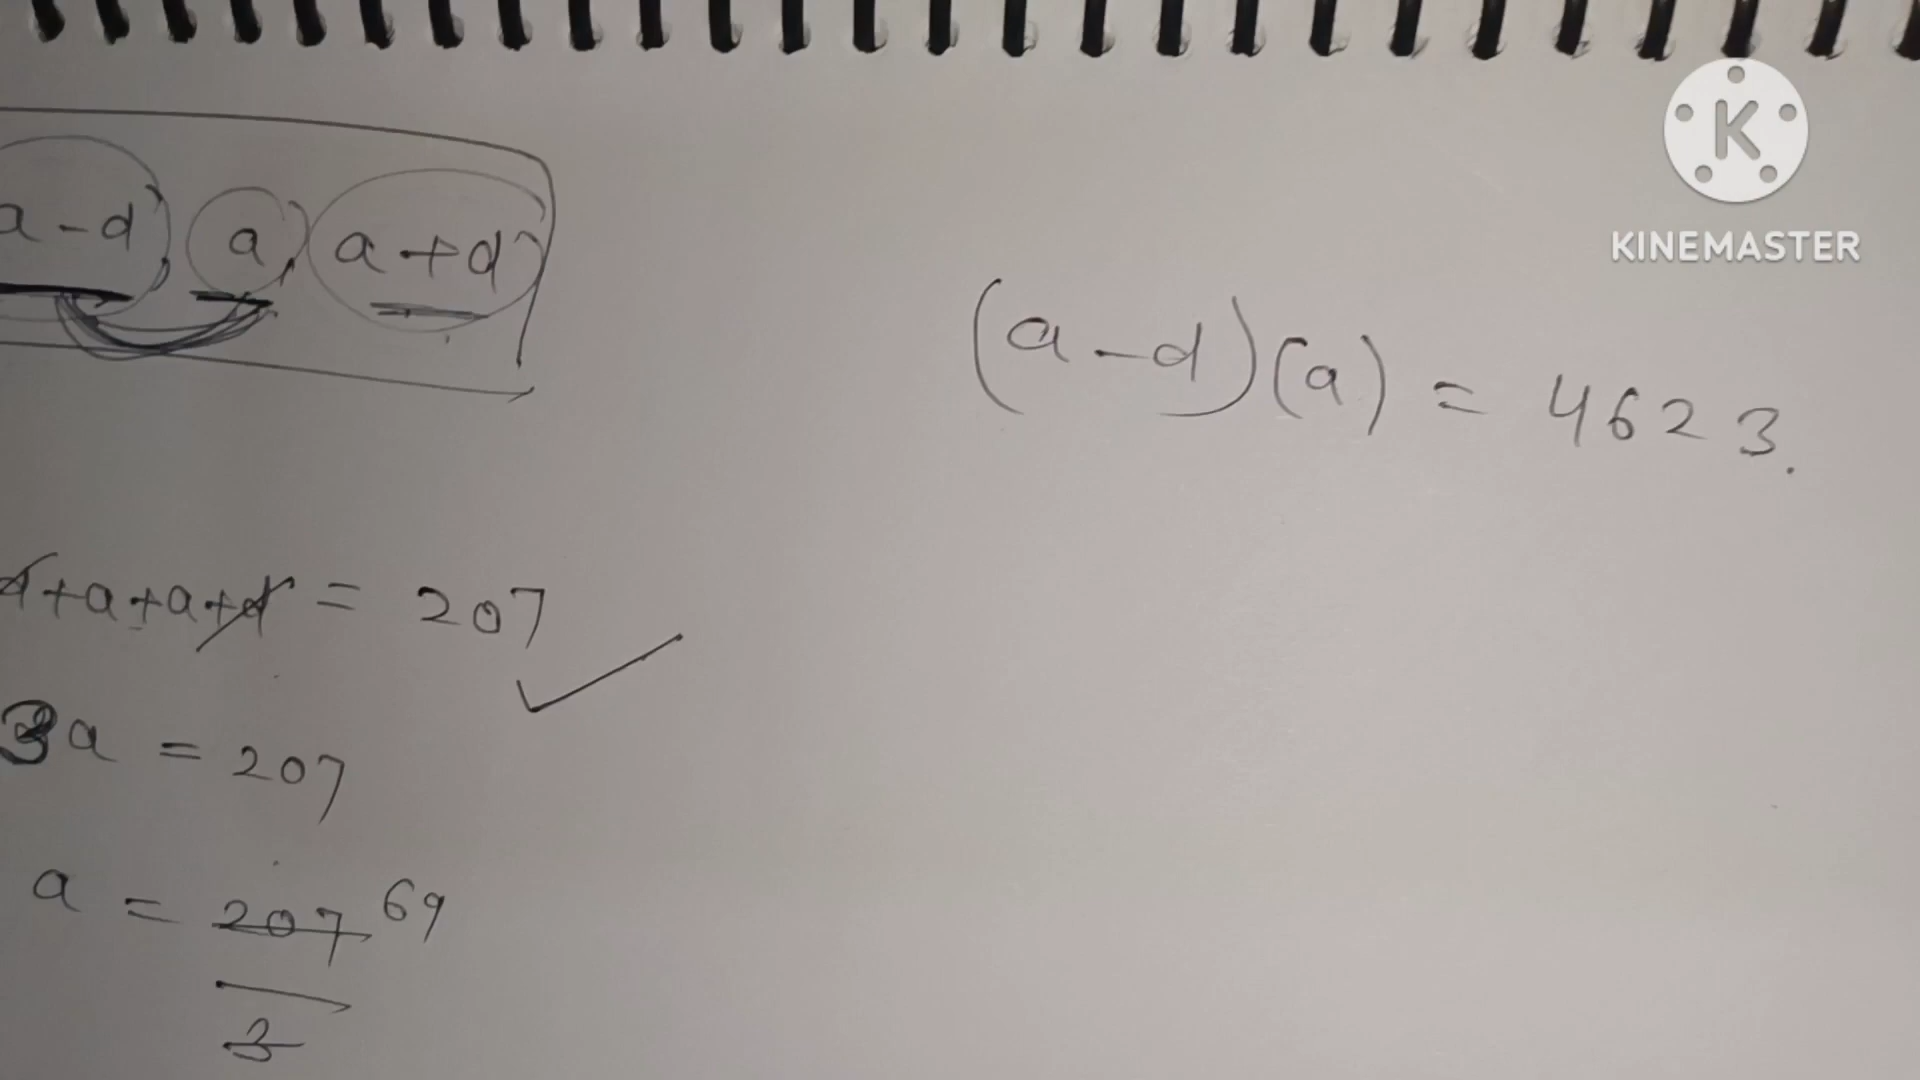 a-d, a, a+d
(a-d)(a) = 4623.
d+a+a+d = 207
3a = 207
a = 207 69
3
K
KINEMASTER